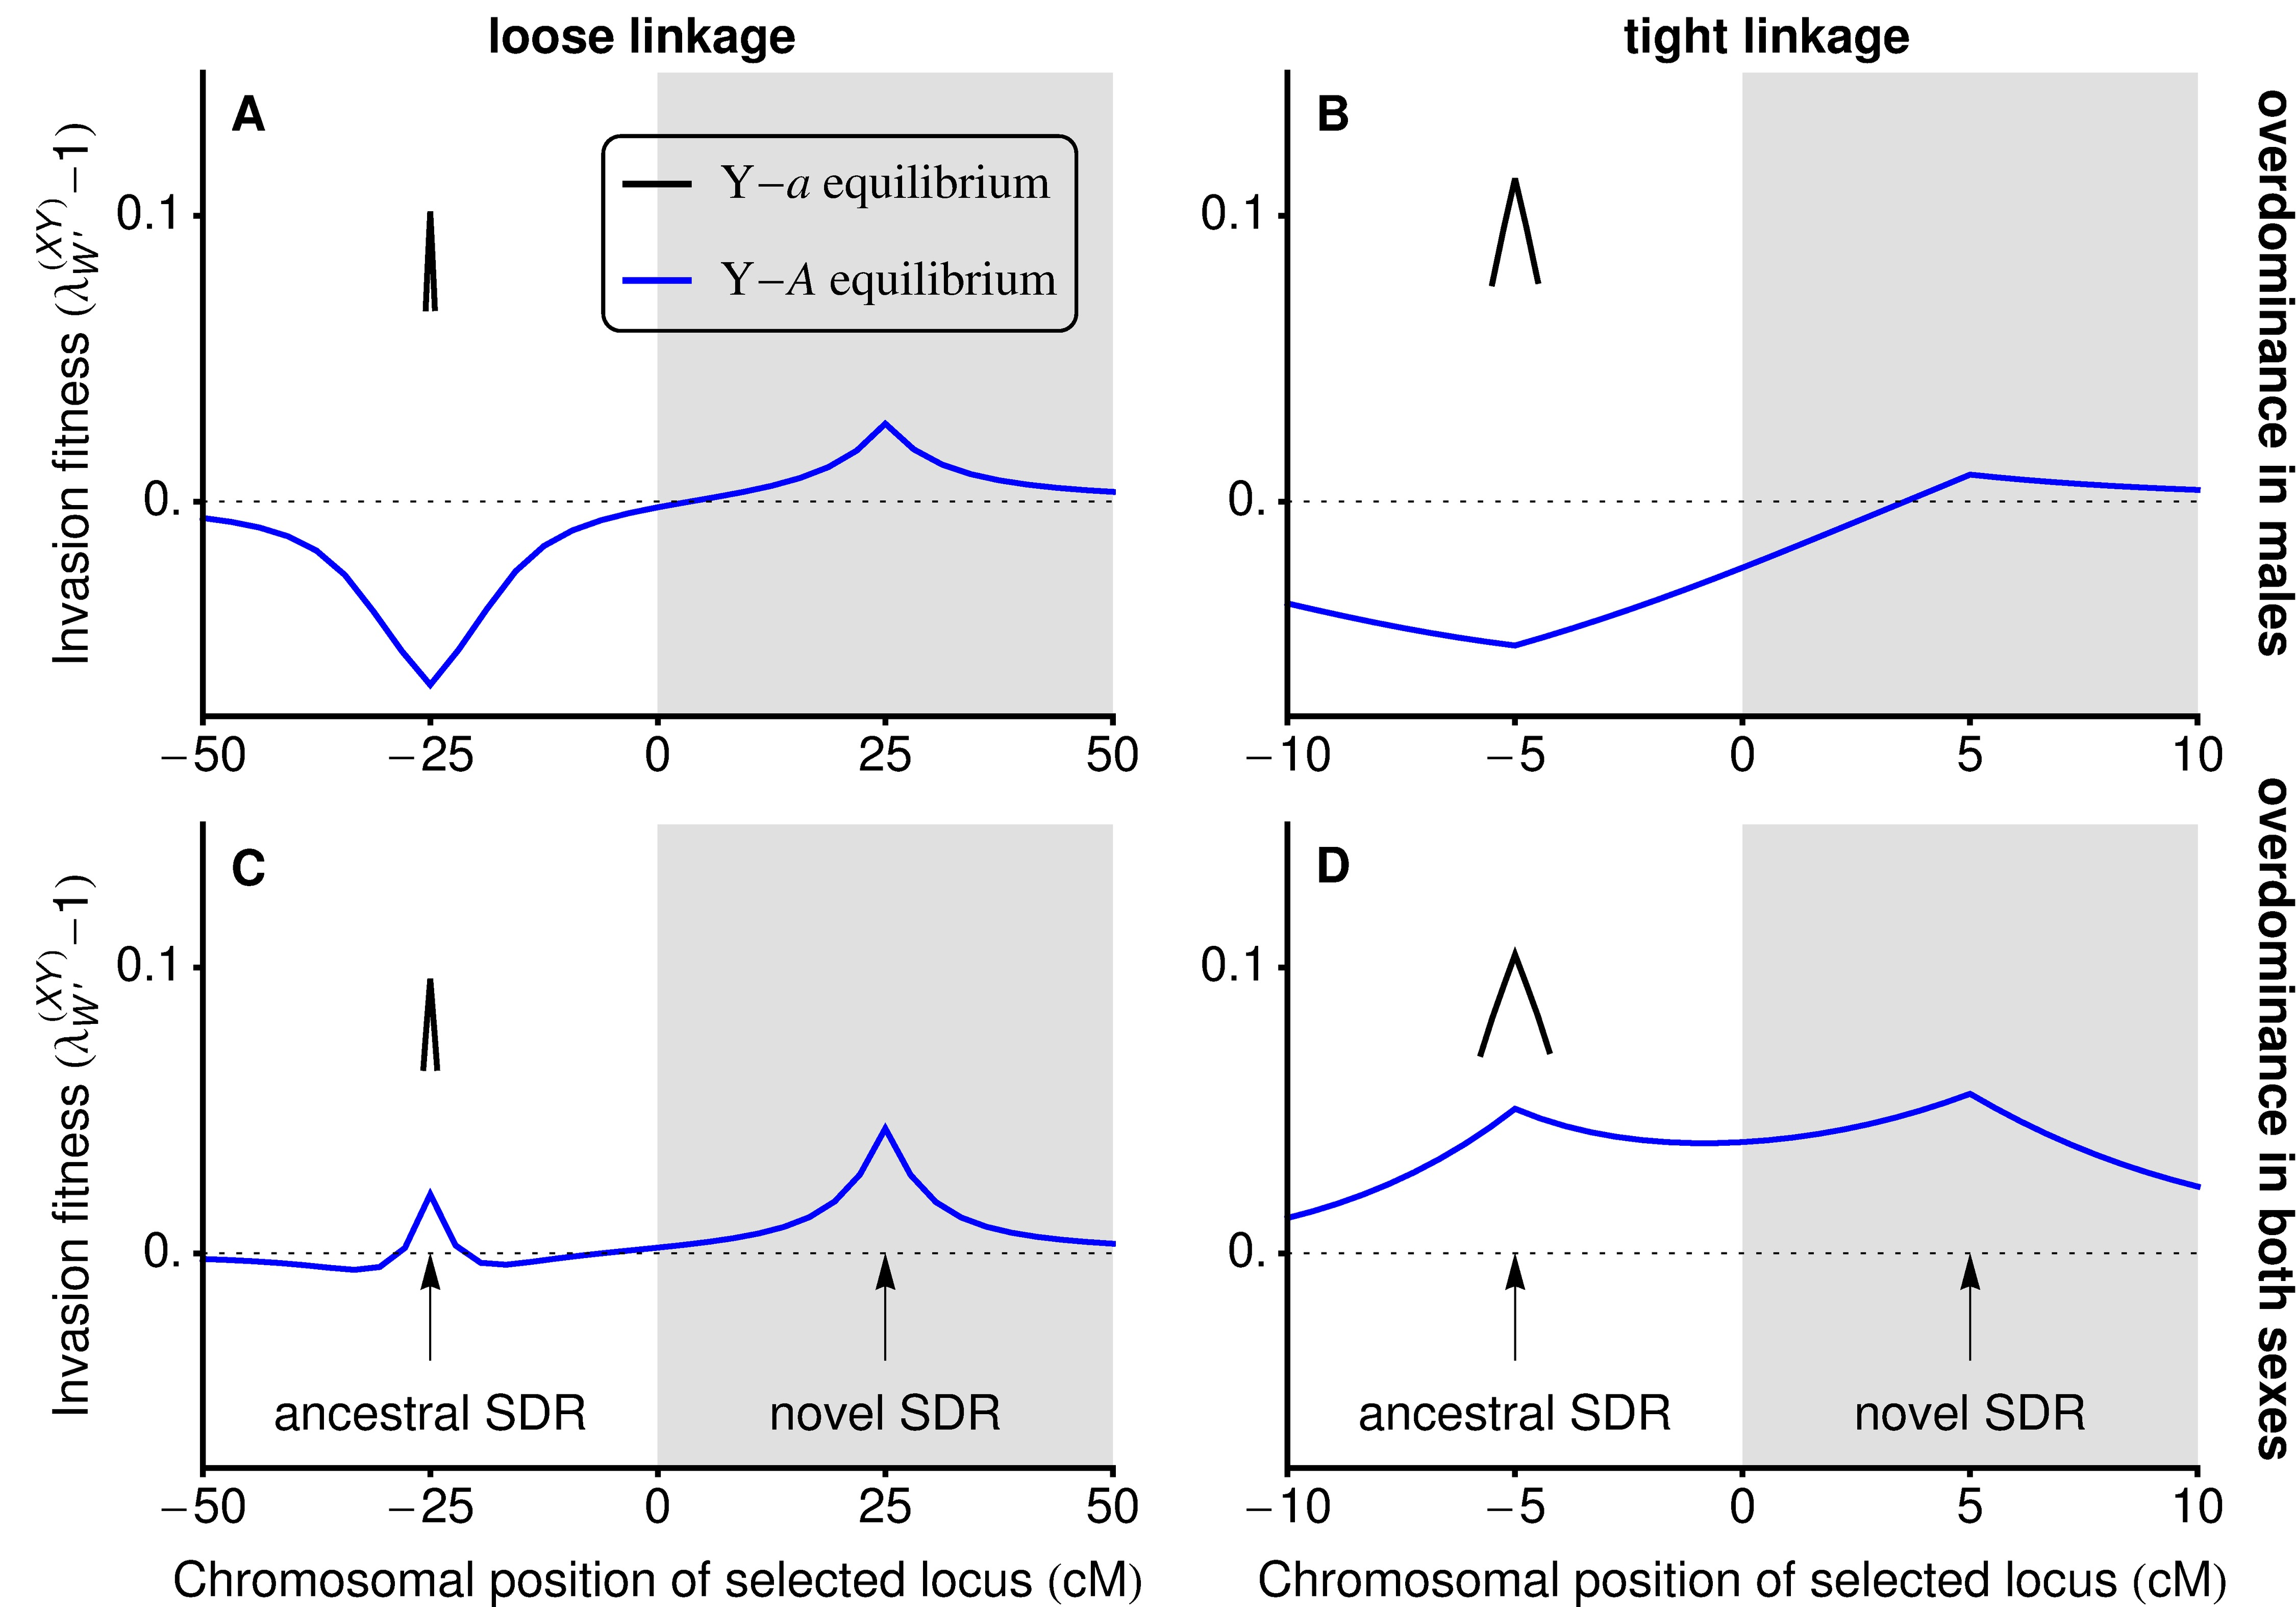 loose linkage
tight linkage
A
B
Y−a equilibrium
Y−A equilibrium
Invasion fitness (λ_W'^(XY)−1)
0.1
0.
0.1
0.
−50 −25 0 25 50
−10 −5 0 5 10
overdominance in males
C
D
Invasion fitness (λ_W'^(XY)−1)
0.1
0.
0.1
0.
ancestral SDR
novel SDR
ancestral SDR
novel SDR
−50 −25 0 25 50
−10 −5 0 5 10
overdominance in both sexes
Chromosomal position of selected locus (cM)
Chromosomal position of selected locus (cM)